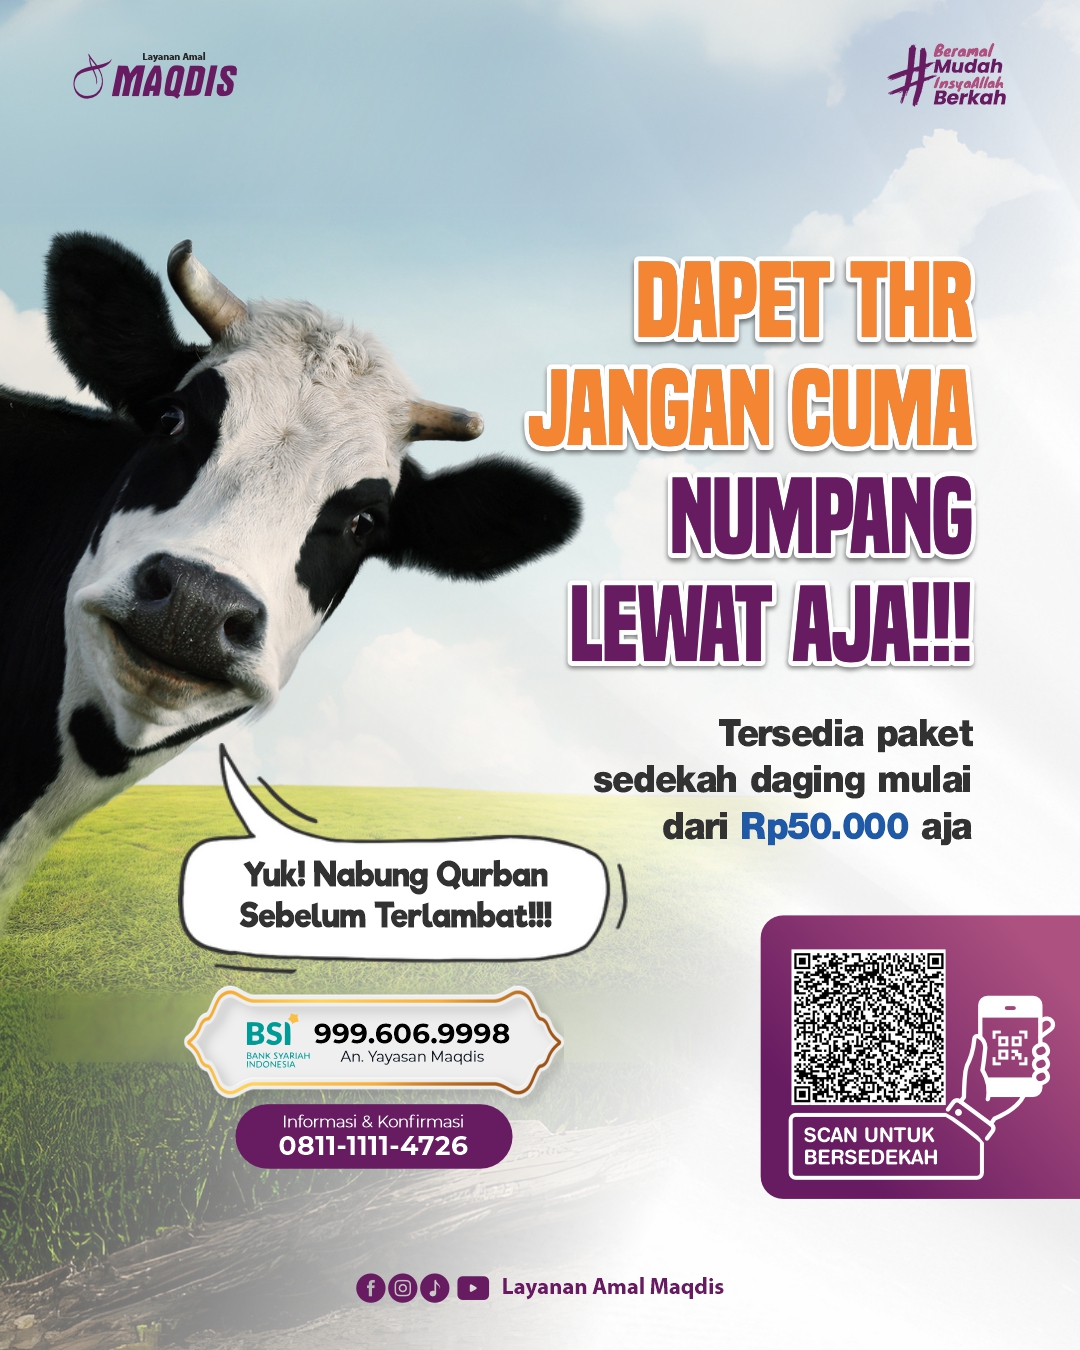 Layanan Amal
MAQDIS
#Beramal
Mudah
InsyaAllah
Berkah
DAPET THR
JANGAN CUMA
NUMPANG
LEWAT AJA!!!
Tersedia paket
sedekah daging mulai
dari Rp50.000 aja
Yuk! Nabung Qurban
Sebelum Terlambat!!!
BSI 999.606.9998
BANK SYARIAH
INDONESIA
An. Yayasan Maqdis
Informasi & Konfirmasi
0811-1111-4726
SCAN UNTUK
BERSEDEKAH
Layanan Amal Maqdis